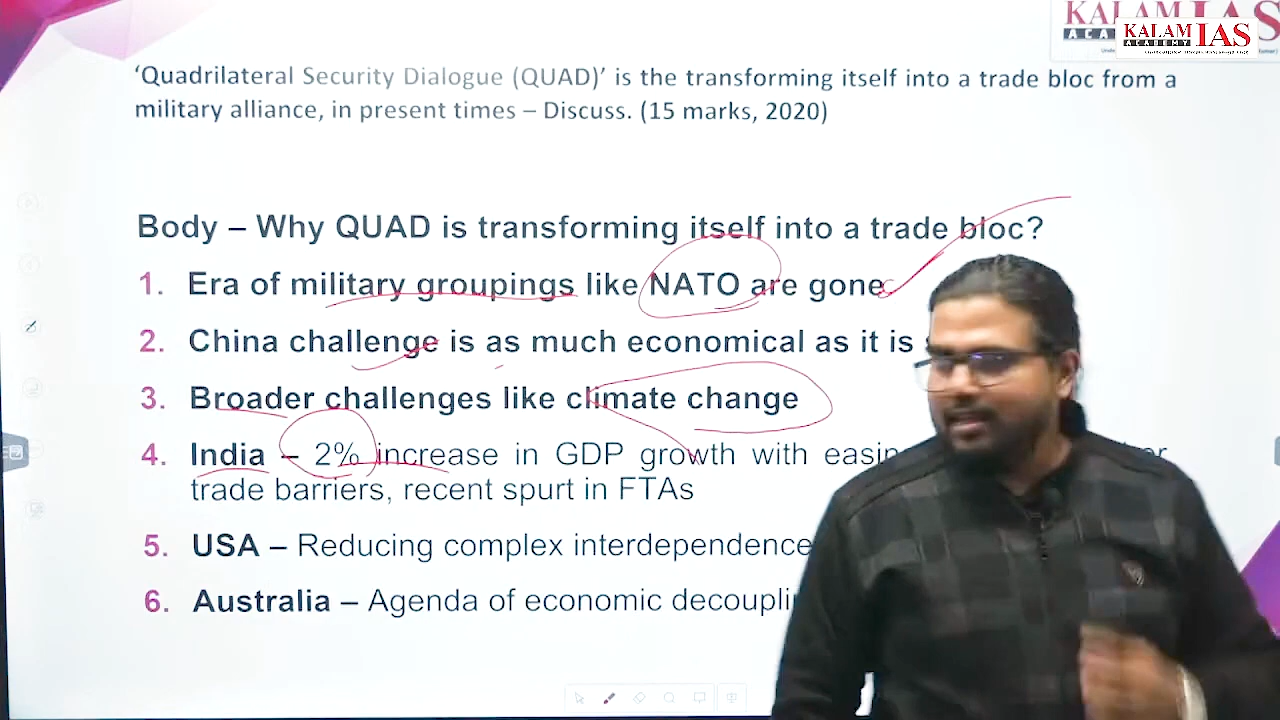 KALAM IAS
KALAM IAS
ACADEMY
‘Quadrilateral Security Dialogue (QUAD)’ is the transforming itself into a trade bloc from a
military alliance, in present times – Discuss. (15 marks, 2020)
Body – Why QUAD is transforming itself into a trade bloc?
1. Era of military groupings like NATO are gone
2. China challenge is as much economical as it is
3. Broader challenges like climate change
4. India – 2% increase in GDP growth with
trade barriers, recent spurt in FTAs
5. USA – Reducing complex interdependence
6. Australia – Agenda of economic